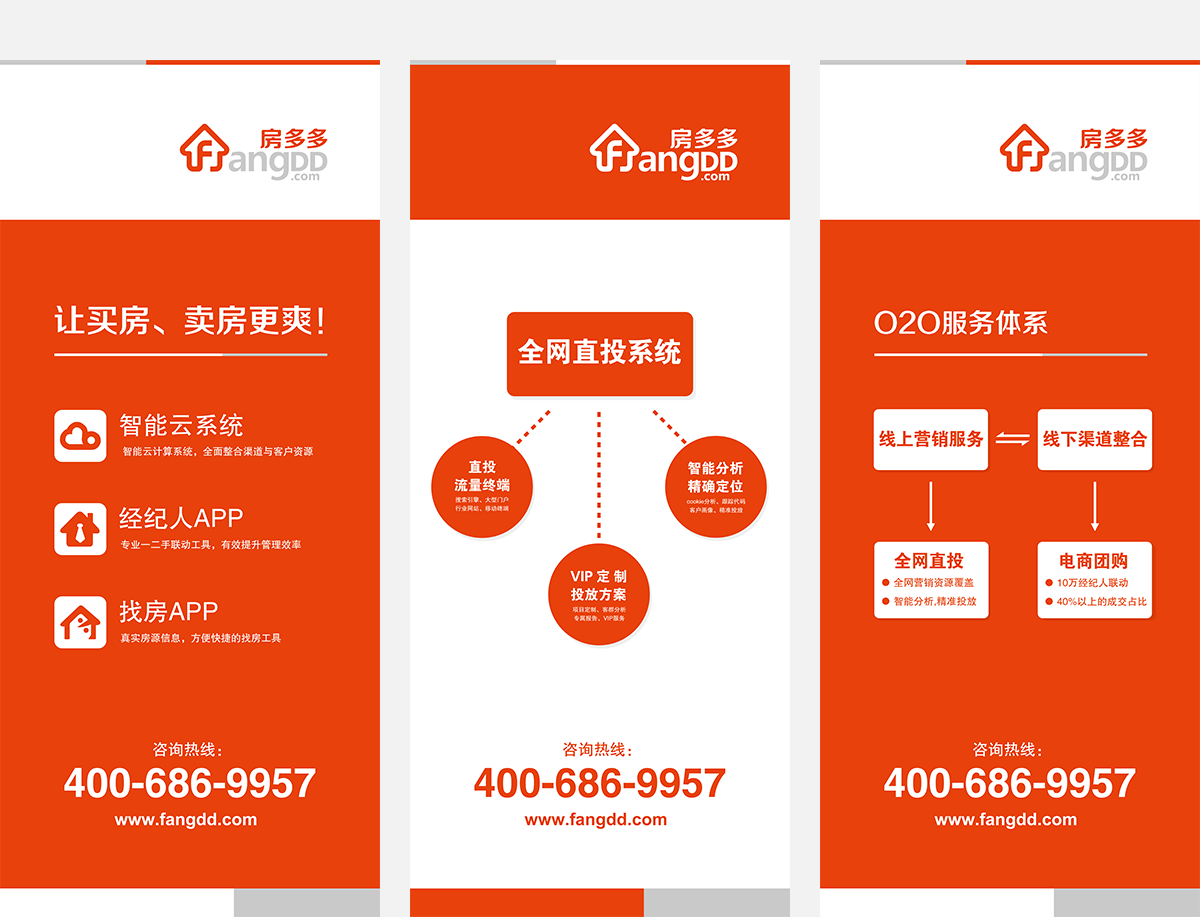 房多多
FangDD
.com
让买房、卖房更爽!
智能云系统
智能云计算系统，全面整合渠道与客户资源
经纪人APP
专业一二手联动工具，有效提升管理效率
找房APP
真实房源信息，方便快捷的找房工具
咨询热线：
400-686-9957
www.fangdd.com
房多多
FangDD
.com
全网直投系统
直投
流量终端
搜索引擎、大型门户
行业网站、移动终端
智能分析
精确定位
cookie分析、跟踪代码
客户画像、精准投放
VIP 定 制
投放方案
项目定制、客群分析
专属报告、VIP服务
咨询热线：
400-686-9957
www.fangdd.com
房多多
FangDD
.com
O2O服务体系
线上营销服务
线下渠道整合
全网直投
全网营销资源覆盖
智能分析,精准投放
电商团购
10万经纪人联动
40%以上的成交占比
咨询热线：
400-686-9957
www.fangdd.com